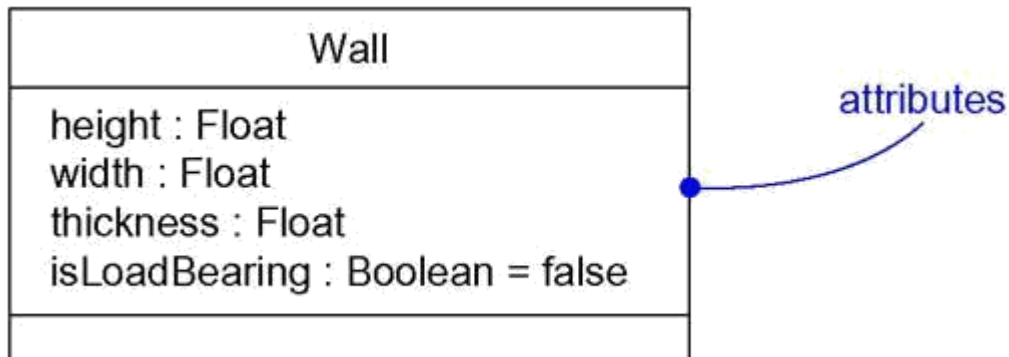 Wall
attributes
height : Float
width : Float
thickness : Float
isLoadBearing : Boolean = false